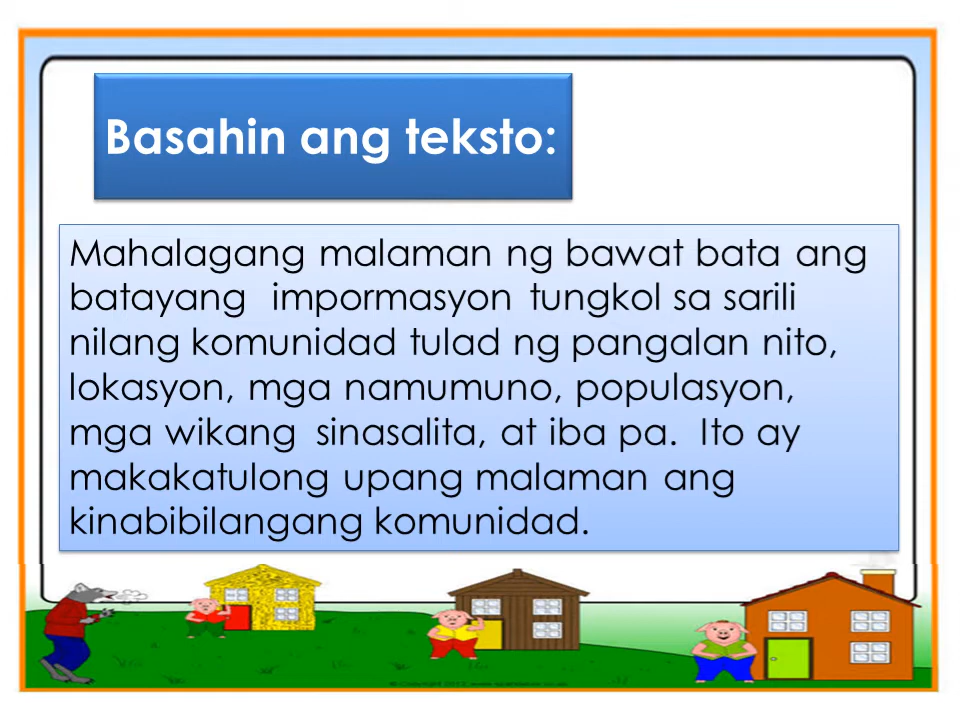 Basahin ang teksto:
Mahalagang malaman ng bawat bata ang
batayang impormasyon tungkol sa sarili
nilang komunidad tulad ng pangalan nito,
lokasyon, mga namumuno, populasyon,
mga wikang sinasalita, at iba pa. Ito ay
makakatulong upang malaman ang
kinabibilangang komunidad.